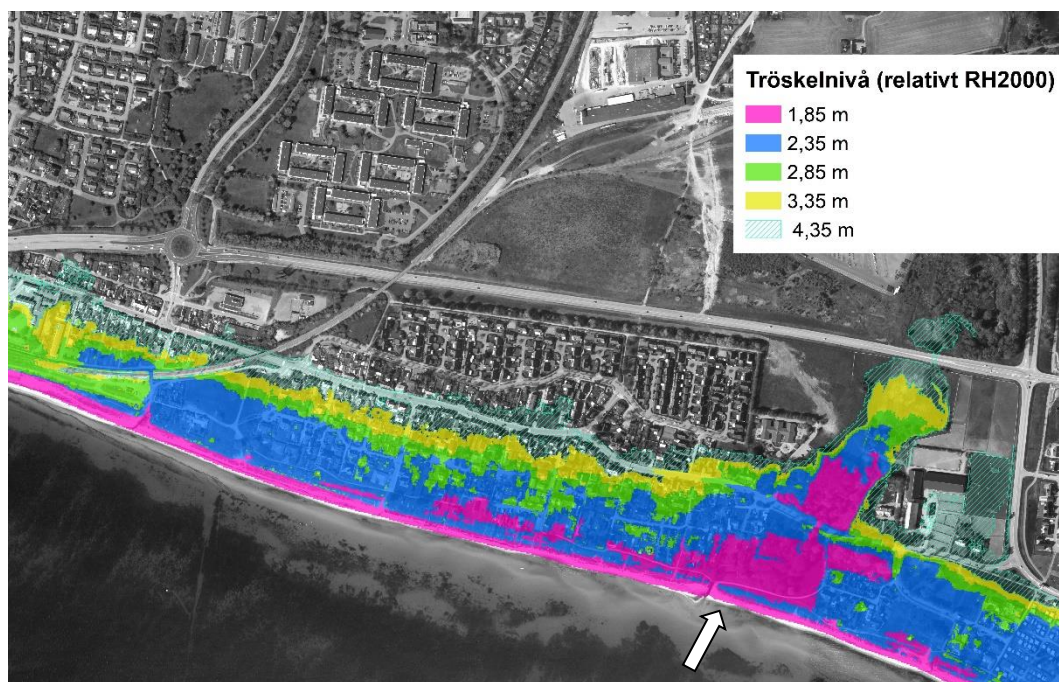 Tröskelnivå (relativt RH2000)
1,85 m
2,35 m
2,85 m
3,35 m
4,35 m